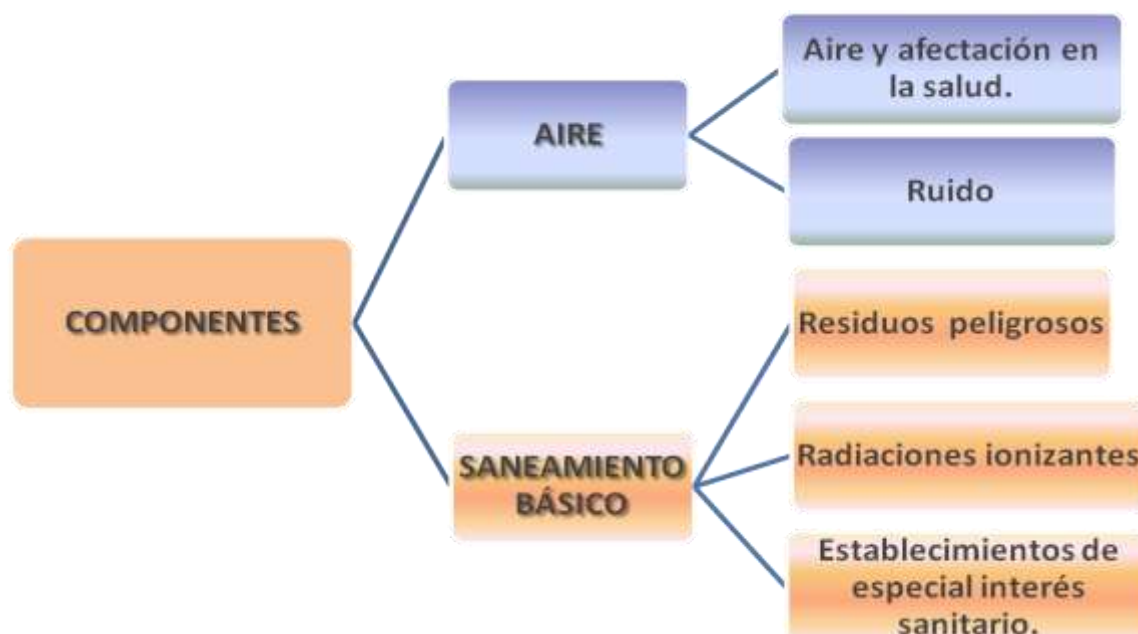 Aire y afectación en
la salud.
AIRE
Ruido
COMPONENTES
Residuos peligrosos
Radiaciones ionizantes
SANEAMIENTO
BÁSICO
Establecimientos de
especial interés
sanitario.